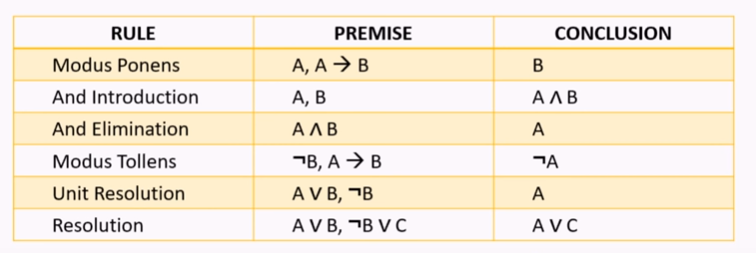 RULE PREMISE CONCLUSION
Modus Ponens A, A → B B
And Introduction A, B A Λ B
And Elimination A Λ B A
Modus Tollens ¬B, A → B ¬A
Unit Resolution A V B, ¬B A
Resolution A V B, ¬B V C A V C